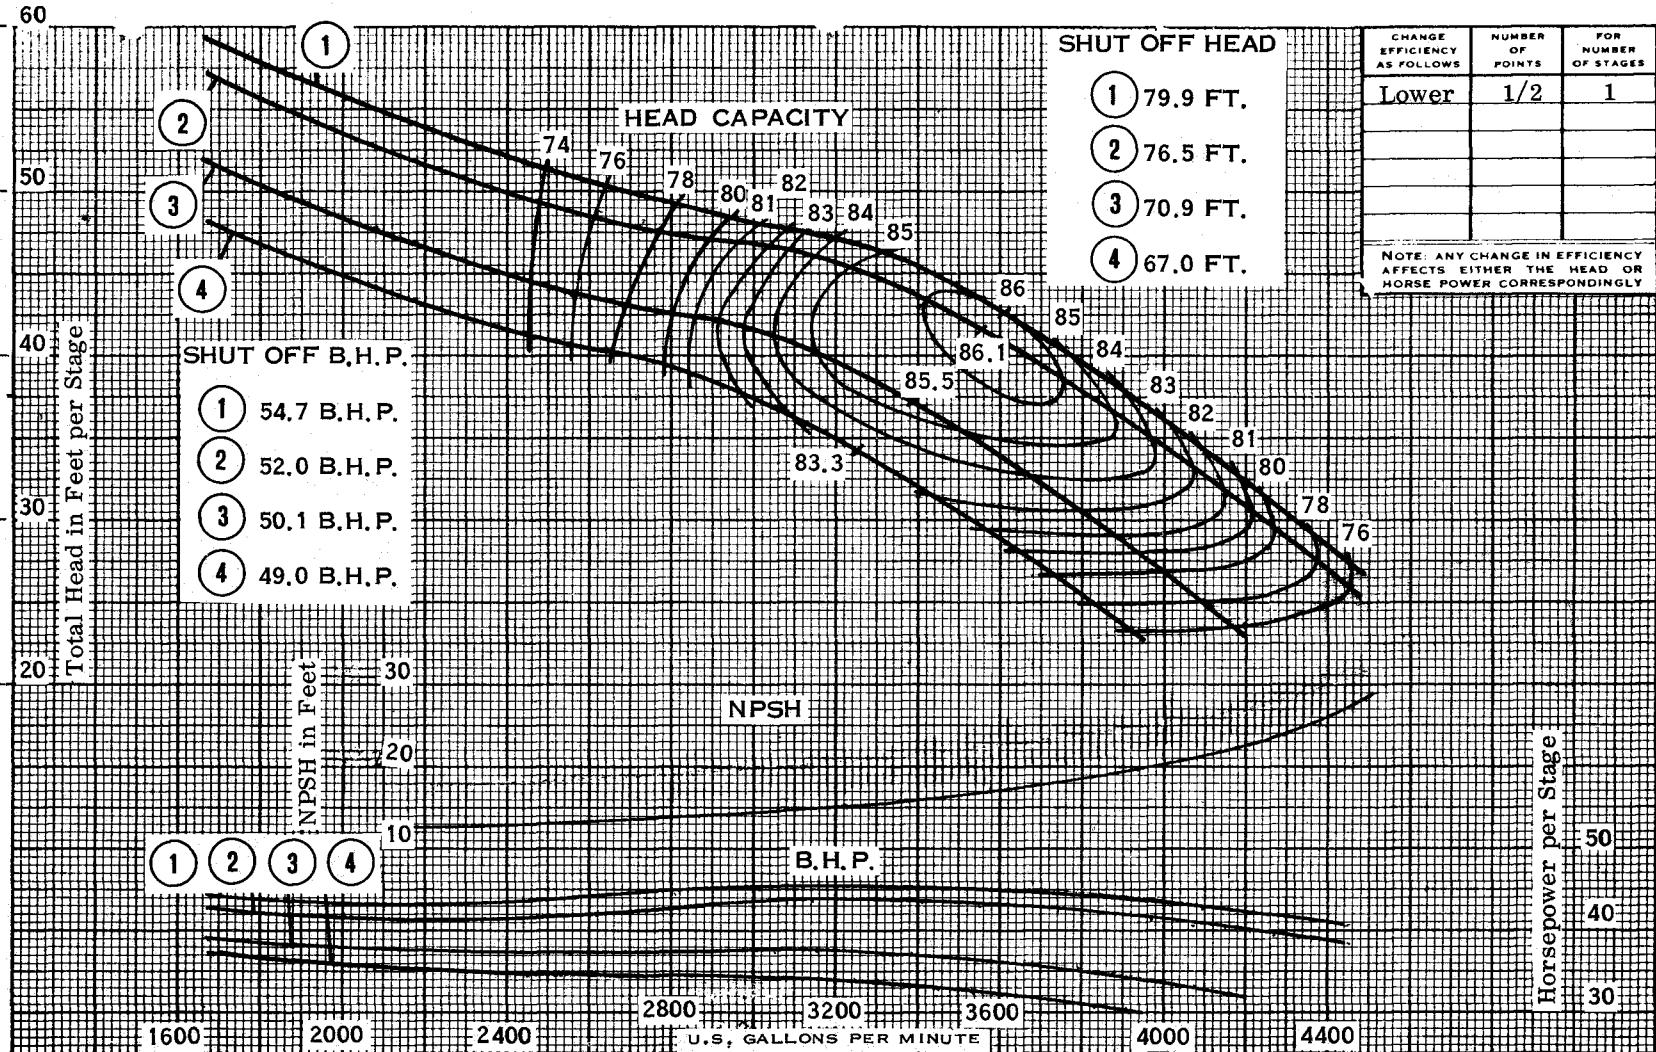 60
50
40
30
20
Total Head in Feet per Stage
1
2
3
4
HEAD CAPACITY
74
76
78
80
81
82
83
84
85
86
85
84
83
82
81
80
78
76
86.1
85.5
83.3
SHUT OFF HEAD
1 79.9 FT.
2 76.5 FT.
3 70.9 FT.
4 67.0 FT.
CHANGE EFFICIENCY AS FOLLOWS
NUMBER OF POINTS
FOR NUMBER OF STAGES
Lower 1/2 1
NOTE: ANY CHANGE IN EFFICIENCY
AFFECTS EITHER THE HEAD OR
HORSE POWER CORRESPONDINGLY
SHUT OFF B.H.P.
1 54.7 B.H.P.
2 52.0 B.H.P.
3 50.1 B.H.P.
4 49.0 B.H.P.
NPSH in Feet
30
20
10
NPSH
1 2 3 4
B.H.P.
Horsepower per Stage
50
40
30
1600 2000 2400 2800 3200 3600 4000 4400
U.S. GALLONS PER MINUTE